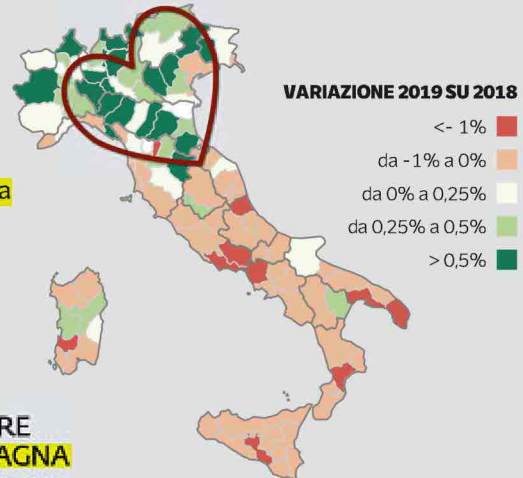 VARIAZIONE 2019 SU 2018
<- 1%
da -1% a 0%
da 0% a 0,25%
da 0,25% a 0,5%
> 0,5%
a
RE
AGNA